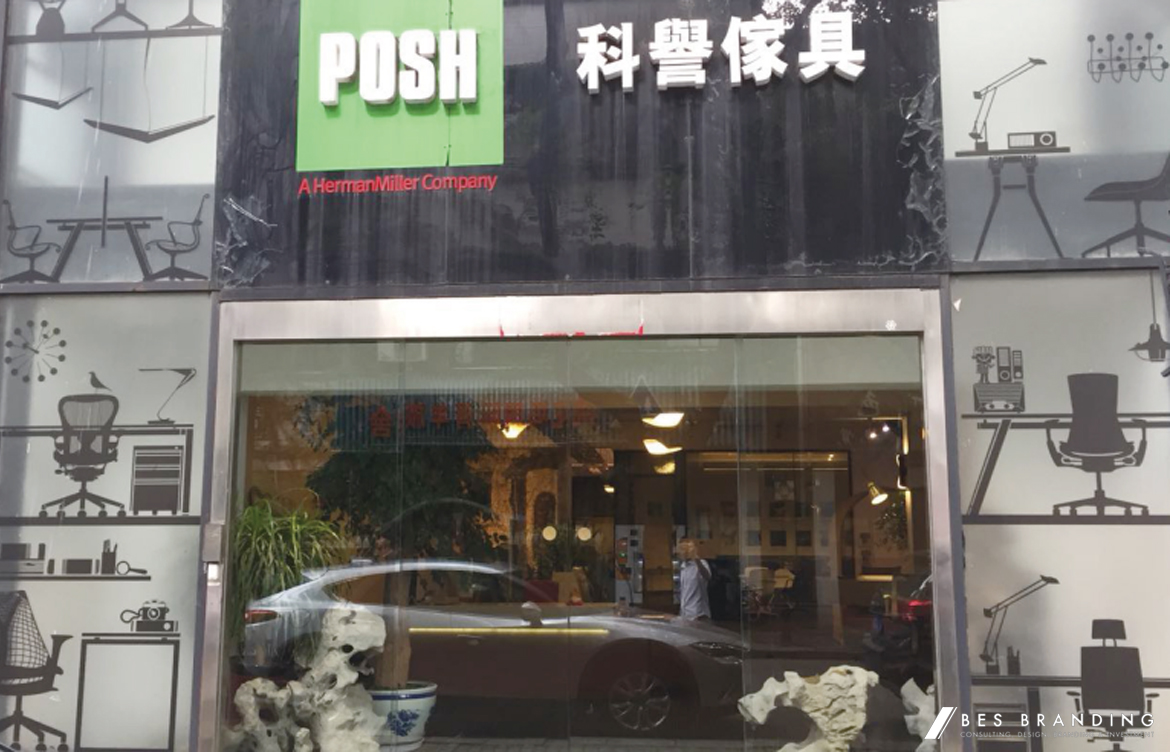 POSH
科譽傢具
A HermanMiller Company
BES BRANDING